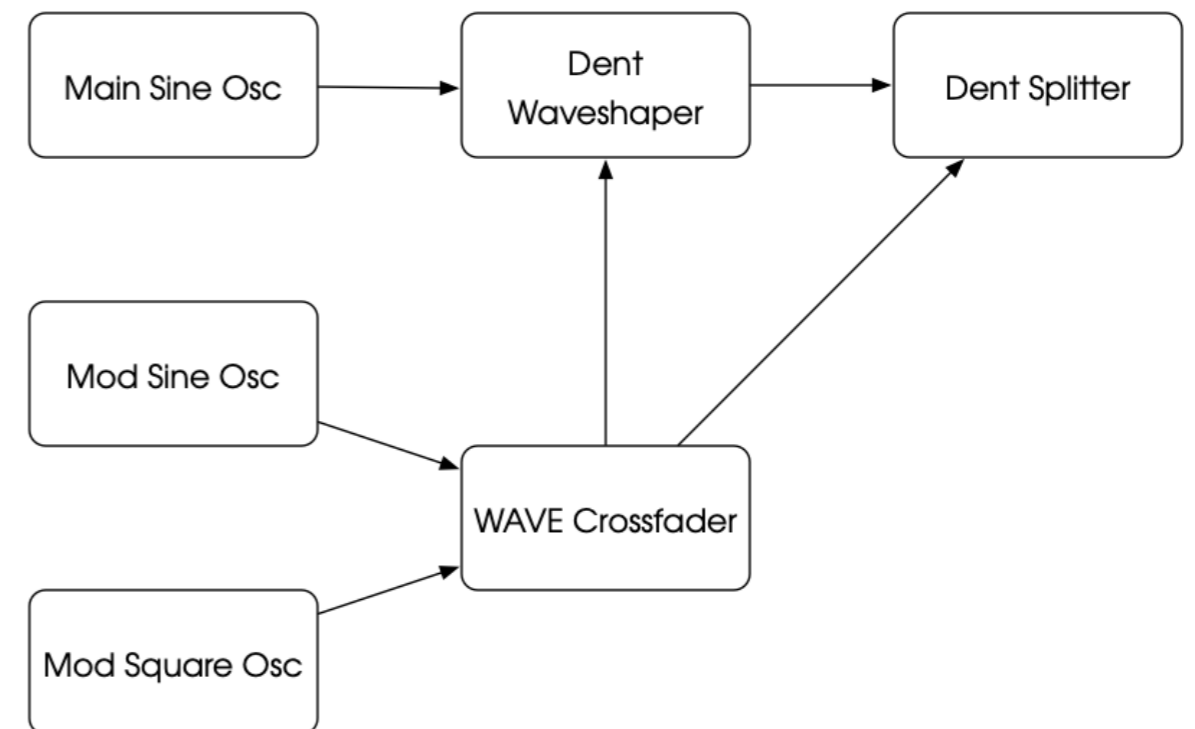 Main Sine Osc
Dent
Waveshaper
Dent Splitter
Mod Sine Osc
WAVE Crossfader
Mod Square Osc